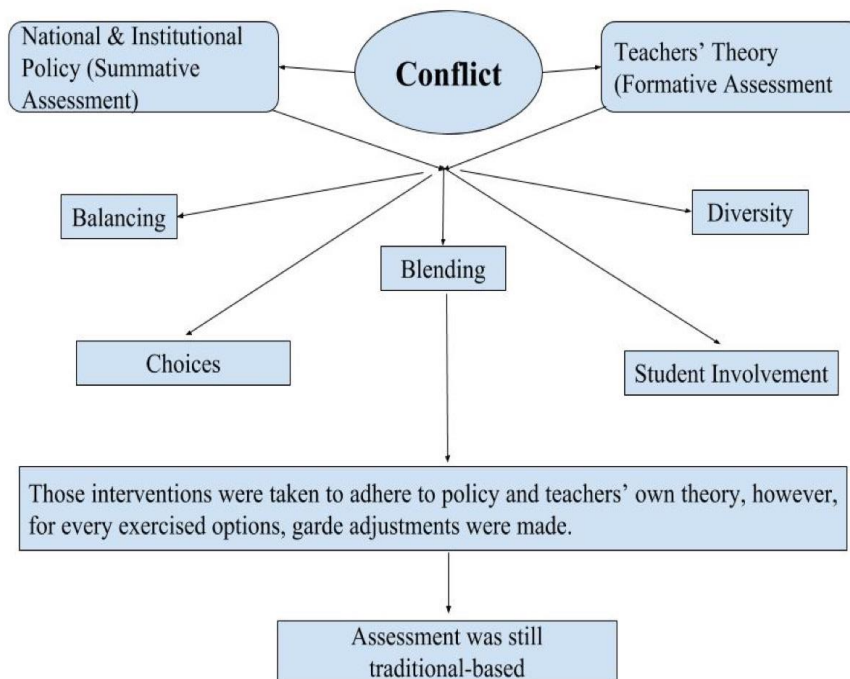 National & Institutional
Policy (Summative
Assessment)
Conflict
Teachers’ Theory
(Formative Assessment
Balancing
Diversity
Blending
Choices
Student Involvement
Those interventions were taken to adhere to policy and teachers’ own theory, however,
for every exercised options, garde adjustments were made.
Assessment was still
traditional-based